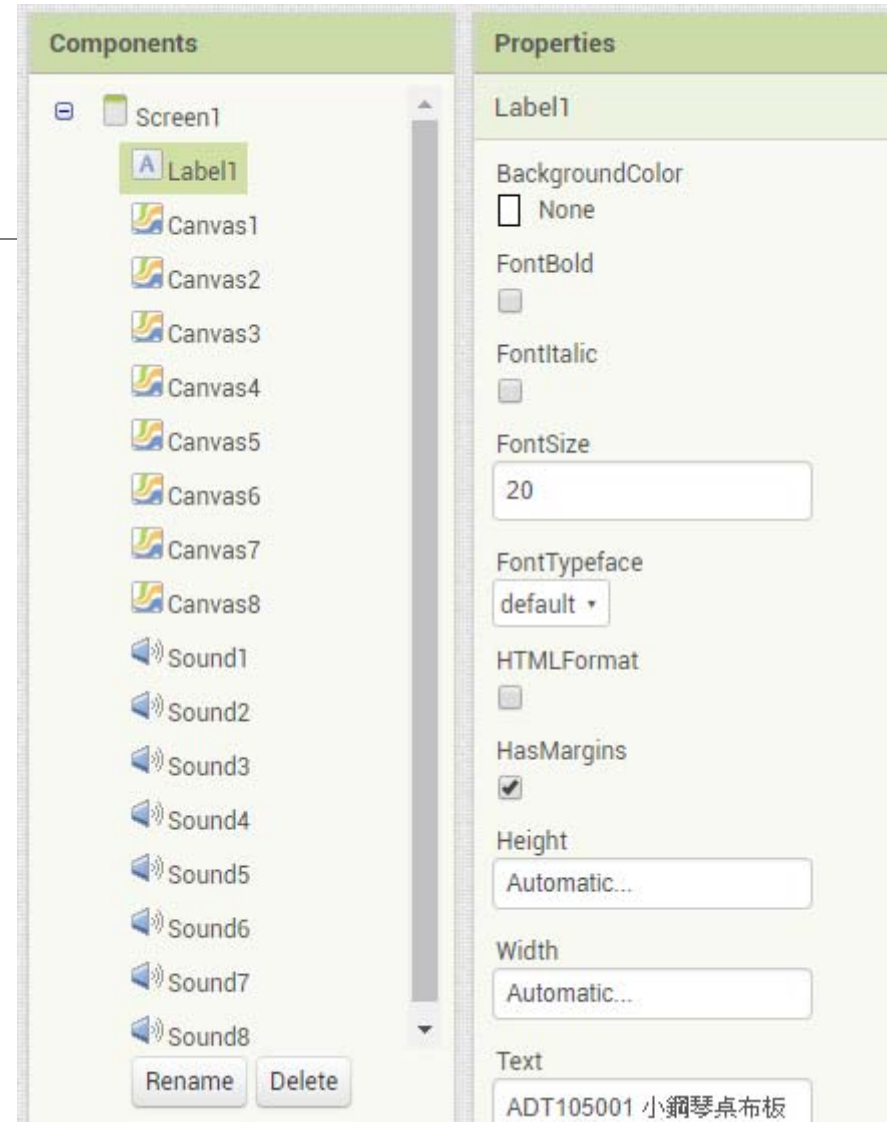 Components
Screen1
Label1
Canvas1
Canvas2
Canvas3
Canvas4
Canvas5
Canvas6
Canvas7
Canvas8
Sound1
Sound2
Sound3
Sound4
Sound5
Sound6
Sound7
Sound8
Rename Delete
Properties
Label1
BackgroundColor
None
FontBold
FontItalic
FontSize
20
FontTypeface
default
HTMLFormat
HasMargins
Height
Automatic...
Width
Automatic...
Text
ADT105001 小鋼琴桌布板